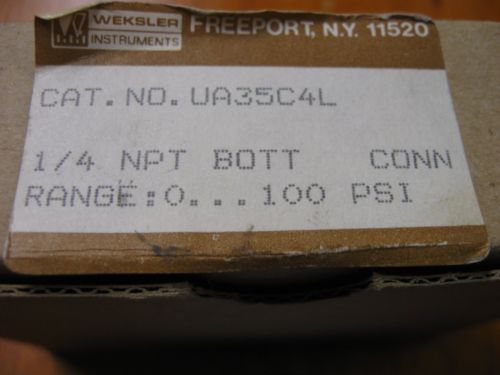 WEKSLER
INSTRUMENTS
FREEPORT, N.Y. 11520
CAT.NO.UA35C4L
1/4 NPT BOTT CONN
RANGE:0...100 PSI